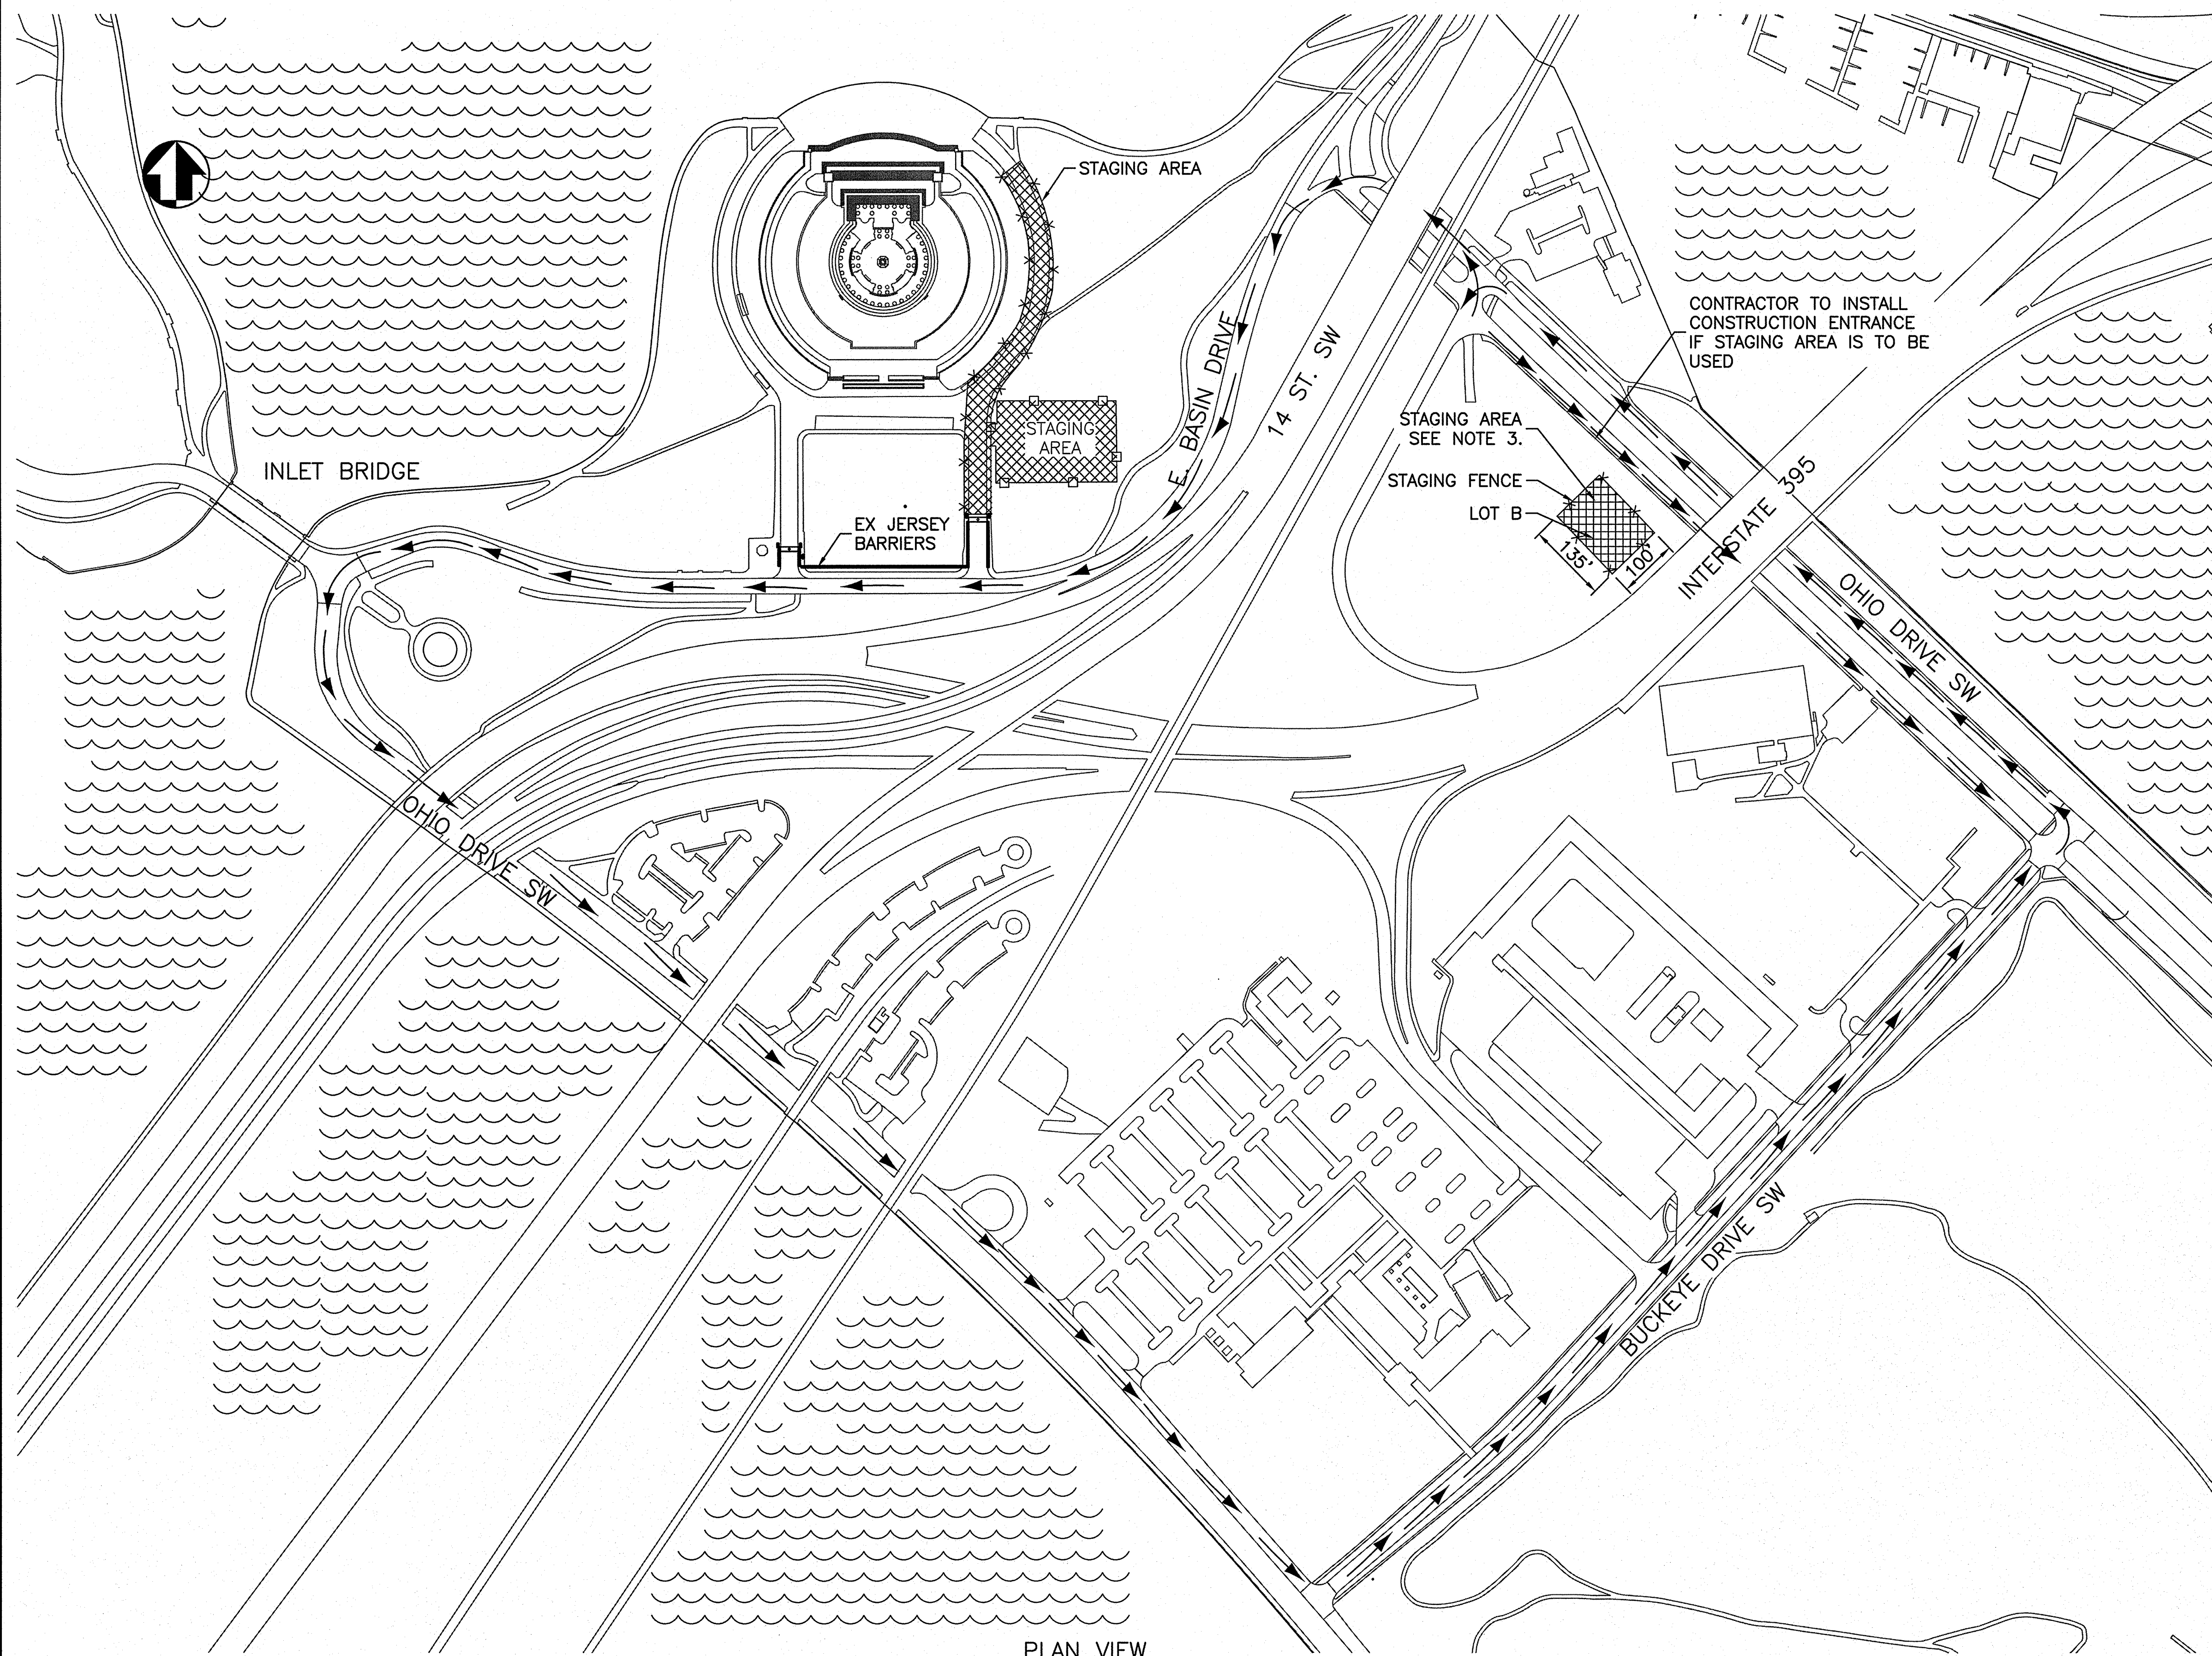 STAGING AREA
CONTRACTOR TO INSTALL
CONSTRUCTION ENTRANCE
IF STAGING AREA IS TO BE
USED
E. BASIN DRIVE
14 ST. SW
STAGING AREA
SEE NOTE 3.
STAGING
AREA
INLET BRIDGE
STAGING FENCE
LOT B
INTERSTATE 395
EX JERSEY
BARRIERS
135'
100'
OHIO DRIVE SW
OHIO DRIVE SW
BUCKEYE DRIVE SW
PLAN VIEW